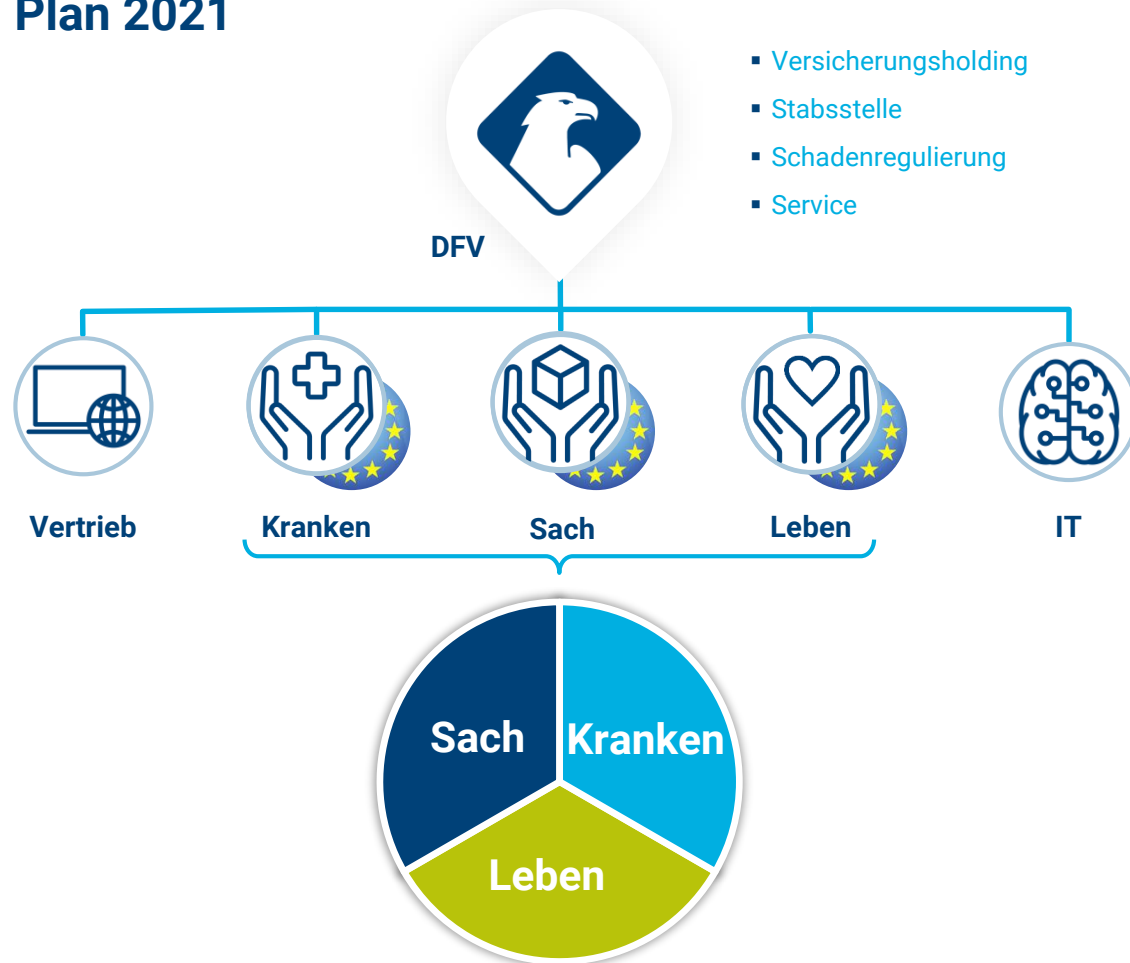 Plan 2021
▪ Versicherungsholding
▪ Stabsstelle
▪ Schadenregulierung
▪ Service
DFV
Vertrieb
Kranken
Sach
Leben
IT
Sach
Kranken
Leben